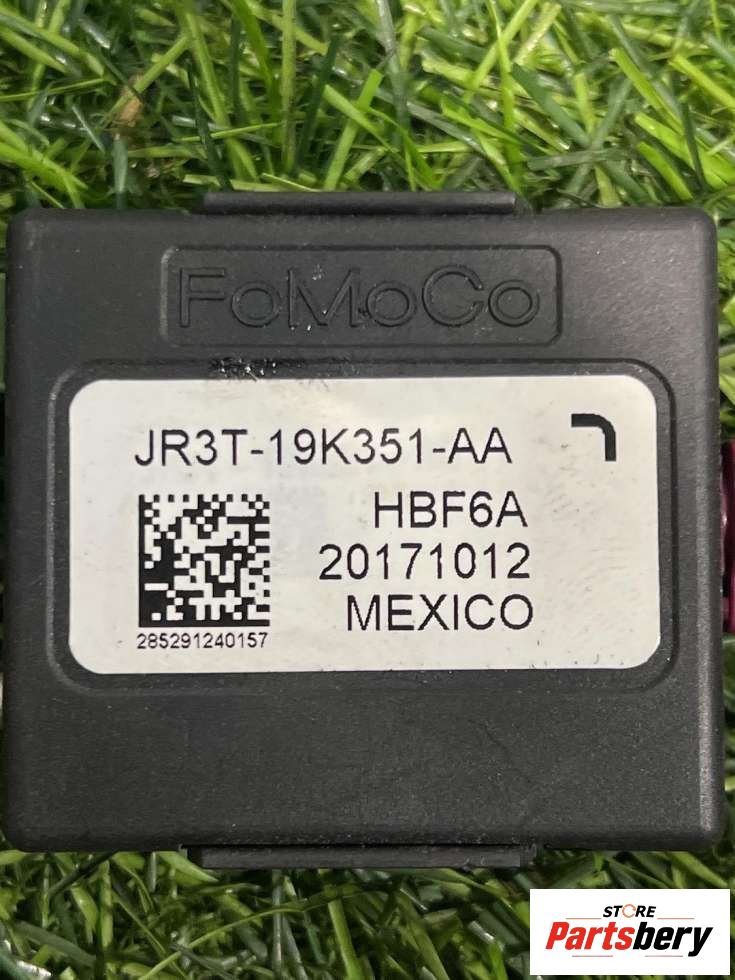 FoMoCo
JR3T-19K351-AA
HBF6A
20171012
MEXICO
285291240157
STORE
Partsbery